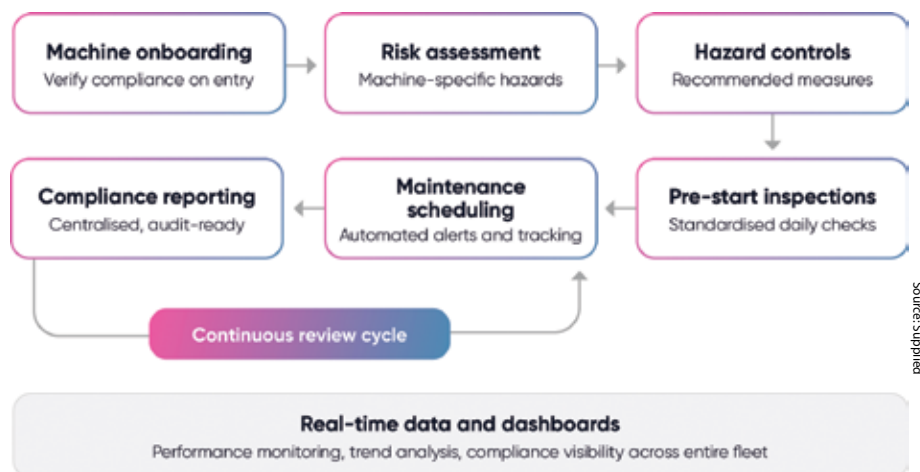 Machine onboarding
Verify compliance on entry
Risk assessment
Machine-specific hazards
Hazard controls
Recommended measures
Pre-start inspections
Standardised daily checks
Maintenance
scheduling
Automated alerts and tracking
Compliance reporting
Centralised, audit-ready
Continuous review cycle
Real-time data and dashboards
Performance monitoring, trend analysis, compliance visibility across entire fleet
Source: Supplied